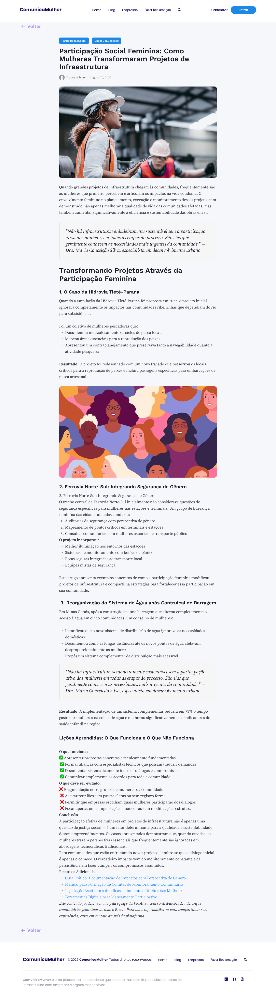 ComunicaMulher
Home Blog Empresas Fazer Reclamação
Cadastrar Entrar
← Voltar
ParticipacãoSocial CasosDeSuccesso
Participação Social Feminina: Como
Mulheres Transformaram Projetos de
Infraestrutura
Tracey Wilson August 20, 2022
Quando grandes projetos de infraestrutura chegam às comunidades, frequentemente são
as mulheres que primeiro percebem e articulam os impactos na vida cotidiana. O
envolvimento feminino no planejamento, execução e monitoramento desses projetos tem
demonstrado não apenas melhorar a qualidade de vida das comunidades afetadas, mas
também aumentar significativamente a eficiência e sustentabilidade das obras em si.
"Não há infraestrutura verdadeiramente sustentável sem a participação
ativa das mulheres em todas as etapas do processo. São elas que
geralmente conhecem as necessidades mais urgentes da comunidade." —
Dra. Maria Conceição Silva, especialista em desenvolvimento urbano
Transformando Projetos Através da
Participação Feminina
1. O Caso da Hidrovia Tietê-Paraná
Quando a ampliação da Hidrovia Tietê-Paraná foi proposta em 2022, o projeto inicial
ignorava completamente os impactos nas comunidades ribeirinhas que dependiam do rio
para subsistência.
Foi um coletivo de mulheres pescadoras que:
• Documentou meticulosamente os ciclos de pesca locais
• Mapeou áreas essenciais para a reprodução dos peixes
• Apresentou um contraplanejamento que preservava tanto a navegabilidade quanto a
atividade pesqueira
Resultado: O projeto foi redesenhado com um novo traçado que preservou os locais
críticos para a reprodução de peixes e incluiu passagens específicas para embarcações de
pesca artesanal.
2. Ferrovia Norte-Sul: Integrando Segurança de Gênero
2. Ferrovia Norte-Sul: Integrando Segurança de Gênero
O trecho central da Ferrovia Norte-Sul inicialmente não considerava questões de
segurança específicas para mulheres nas estações e terminais. Um grupo de liderança
feminina das cidades afetadas conduziu:
1. Auditorias de segurança com perspectiva de gênero
2. Mapeamento de pontos críticos em terminais e estações
3. Consultas comunitárias com mulheres usuárias de transporte público
O projeto incorporou:
• Melhor iluminação nos entornos das estações
• Sistemas de monitoramento com botões de pânico
• Rotas seguras integradas ao transporte local
• Equipes mistas de segurança
Este artigo apresenta exemplos concretos de como a participação feminina modificou
projetos de infraestrutura e compartilha estratégias para fortalecer essa participação em
sua comunidade.
3. Reorganização do Sistema de Água após Contrulçai de Barragem
Em Minas Gerais, após a construção de uma barragem que alterou completamente o
acesso à água em cinco comunidades, um conselho de mulheres:
• Identificou que o novo sistema de distribuição de água ignorava as necessidades
domésticas
• Documentou como as longas distâncias até os novos pontos de água afetavam
desproporcionalmente as mulheres
• Propôs um sistema complementar de distribuição mais acessível
"Não há infraestrutura verdadeiramente sustentável sem a participação
ativa das mulheres em todas as etapas do processo. São elas que
geralmente conhecem as necessidades mais urgentes da comunidade." —
Dra. Maria Conceição Silva, especialista em desenvolvimento urbano
Resultado: A implementação de um sistema complementar reduziu em 73% o tempo
gasto por mulheres na coleta de água e melhorou significativamente os indicadores de
saúde infantil na região.
Lições Aprendidas: O Que Funciona e O Que Não Funciona
O que funciona:
✅ Apresentar propostas concretas e tecnicamente fundamentadas
✅ Formar alianças com especialistas técnicos que possam traduzir demandas
✅ Documentar sistematicamente todos os diálogos e compromissos
✅ Comunicar amplamente os acordos para toda a comunidade
O que deve ser evitado:
❌ Fragmentação entre grupos de mulheres da comunidade
❌ Aceitar reuniões sem pautas claras ou sem registro formal
❌ Permitir que empresas escolham quais mulheres participarão dos diálogos
❌ Focar apenas em compensações financeiras sem modificações estruturais
Conclusão
A participação efetiva de mulheres em projetos de infraestrutura não é apenas uma
questão de justiça social — é um fator determinante para a qualidade e sustentabilidade
desses empreendimentos. Os casos apresentados demonstram que, quando ouvidas, as
mulheres trazem perspectivas essenciais que frequentemente são ignoradas em
abordagens tecnocráticas tradicionais.
Para comunidades que estão enfrentando novos projetos, lembre-se que o diálogo inicial
é apenas o começo. O verdadeiro impacto vem do monitoramento constante e da
persistência em fazer cumprir os compromissos assumidos.
Recursos Adicionais
• Guia Prático: Documentação de Impactos com Perspectiva de Gênero
• Manual para Formação de Comitês de Monitoramento Comunitário
• Legislação Brasileira sobre Reassentamento e Direitos das Mulheres
• Ferramentas Digitais para Mapeamento Participativo
Este conteúdo foi desenvolvido pela equipe da VozAtiva com contribuições de lideranças
comunitárias femininas de todo o Brasil. Para mais informações ou para compartilhar sua
experiência, entre em contato através da plataforma.
← Voltar
ComunicaMulher © 2025 ComunicaMulher. Todos direitos reserrvados. Home Blog Empresas Fazer Reclamação
ComunicaMulher é uma plataforma independente que conecta mulheres impactadas por obras de
infraestrutura com empresas e órgãos responsáveis.